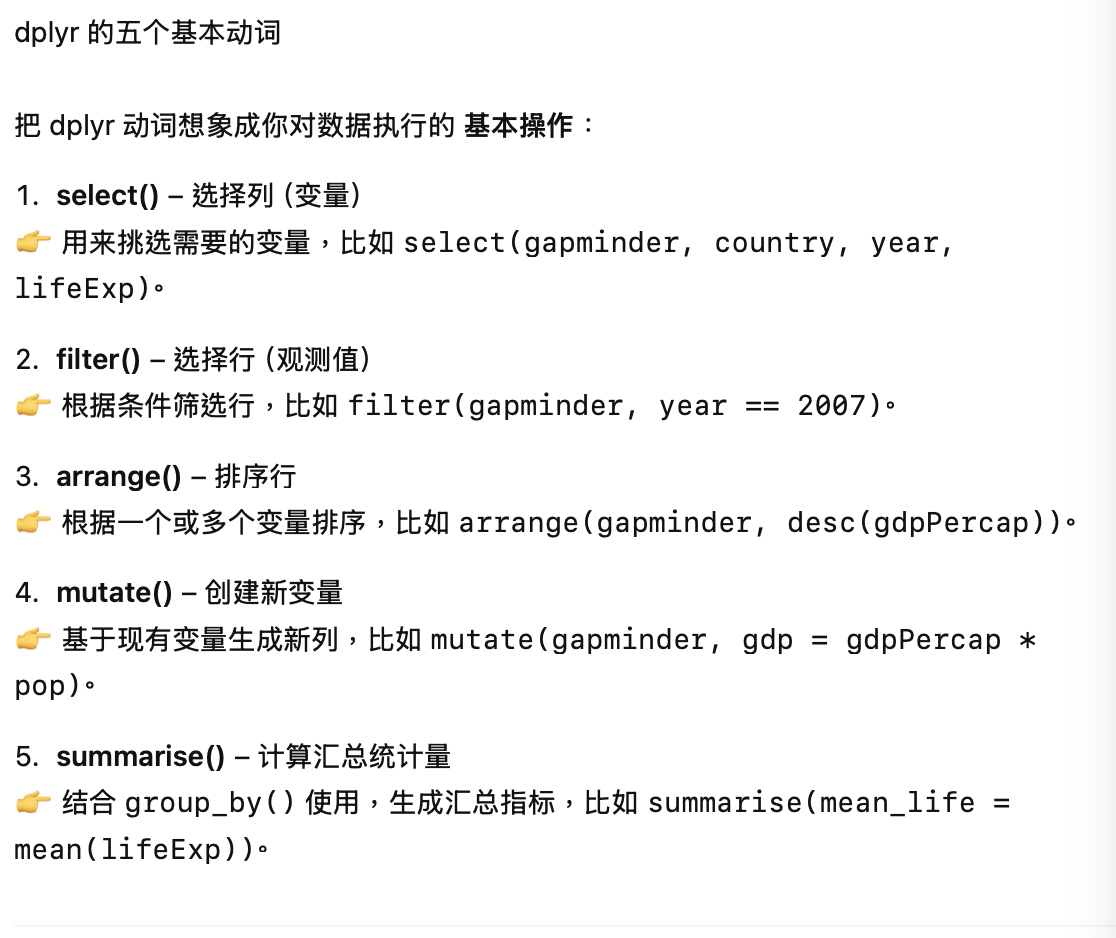 dplyr 的五个基本动词
把 dplyr 动词想象成你对数据执行的 基本操作：
1. select() – 选择列 (变量)
👉 用来挑选需要的变量，比如 select(gapminder, country, year,
lifeExp)。
2. filter() – 选择行 (观测值)
👉 根据条件筛选行，比如 filter(gapminder, year == 2007)。
3. arrange() – 排序行
👉 根据一个或多个变量排序，比如 arrange(gapminder, desc(gdpPercap))。
4. mutate() – 创建新变量
👉 基于现有变量生成新列，比如 mutate(gapminder, gdp = gdpPercap *
pop)。
5. summarise() – 计算汇总统计量
👉 结合 group_by() 使用，生成汇总指标，比如 summarise(mean_life =
mean(lifeExp))。